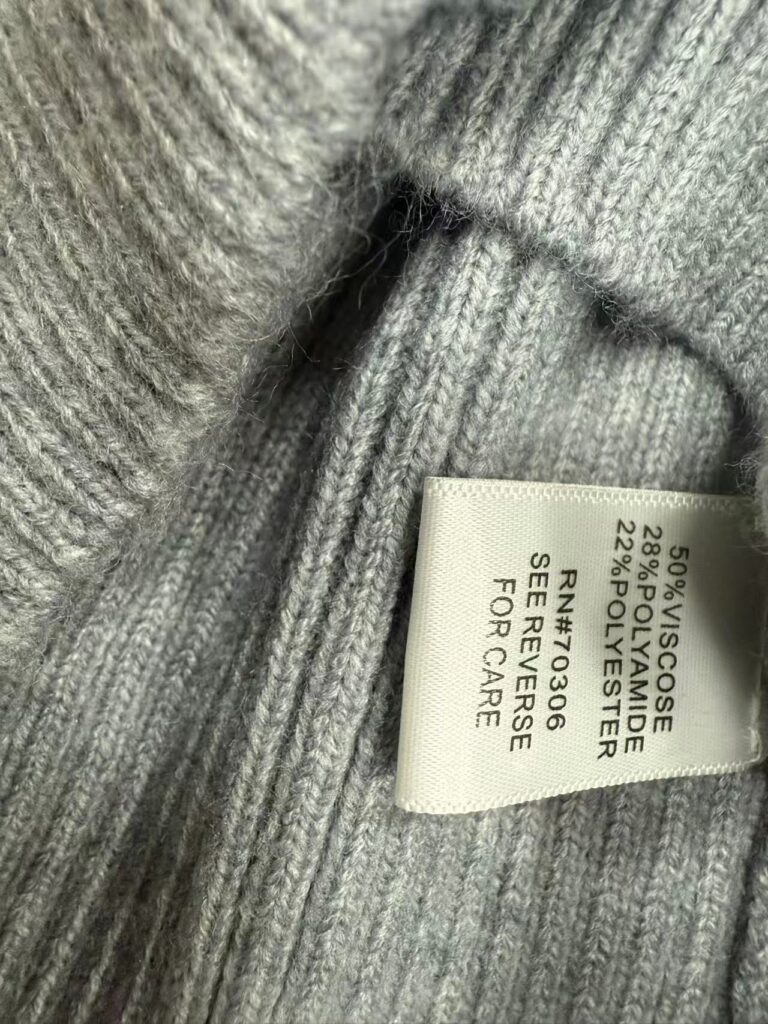 50%VISCOSE
28%POLYAMIDE
22%POLYESTER
RN#70306
SEE REVERSE
FOR CARE